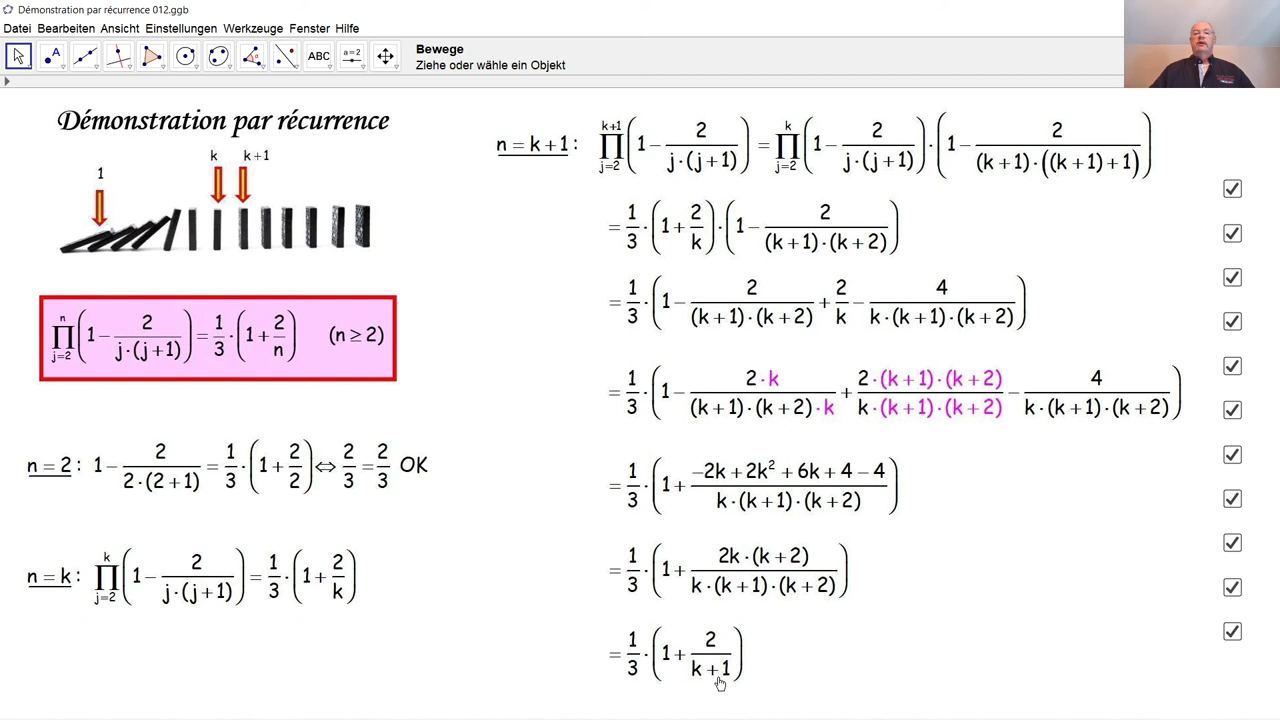 Démonstration par récurrence 012.ggb
Datei Bearbeiten Ansicht Einstellungen Werkzeuge Fenster Hilfe
A ABC a=2
Bewege
Ziehe oder wähle ein Objekt
Démonstration par récurrence
1 k k+1
∏_{j=2}^{n} (1 − 2/(j·(j+1))) = 1/3·(1 + 2/n) (n ≥ 2)
n = 2 : 1 − 2/(2·(2+1)) = 1/3·(1 + 2/2) ⇔ 2/3 = 2/3 OK
n = k : ∏_{j=2}^{k} (1 − 2/(j·(j+1))) = 1/3·(1 + 2/k)
n = k+1 : ∏_{j=2}^{k+1} (1 − 2/(j·(j+1))) = ∏_{j=2}^{k} (1 − 2/(j·(j+1)))·(1 − 2/((k+1)·((k+1)+1)))
= 1/3·(1 + 2/k)·(1 − 2/((k+1)·(k+2)))
= 1/3·(1 − 2/((k+1)·(k+2)) + 2/k − 4/(k·(k+1)·(k+2)))
= 1/3·(1 − (2·k)/((k+1)·(k+2)·k) + (2·(k+1)·(k+2))/(k·(k+1)·(k+2)) − 4/(k·(k+1)·(k+2)))
= 1/3·(1 + (−2k + 2k² + 6k + 4 − 4)/(k·(k+1)·(k+2)))
= 1/3·(1 + (2k·(k+2))/(k·(k+1)·(k+2)))
= 1/3·(1 + 2/(k+1))